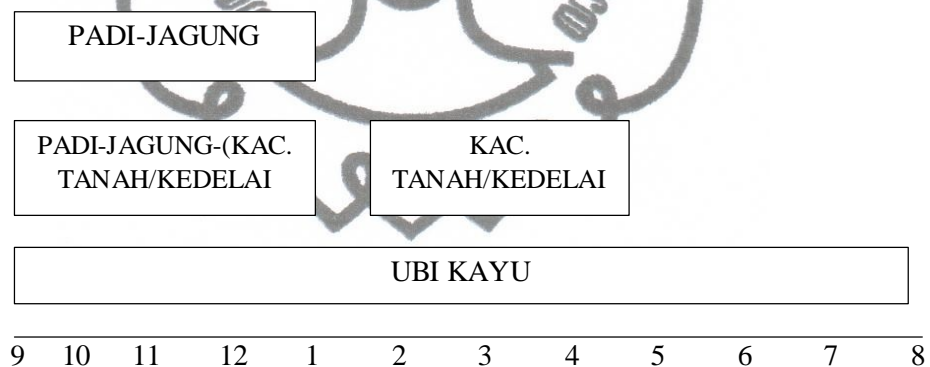 PADI-JAGUNG
PADI-JAGUNG-(KAC.
TANAH/KEDELAI
KAC.
TANAH/KEDELAI
UBI KAYU
9 10 11 12 1 2 3 4 5 6 7 8